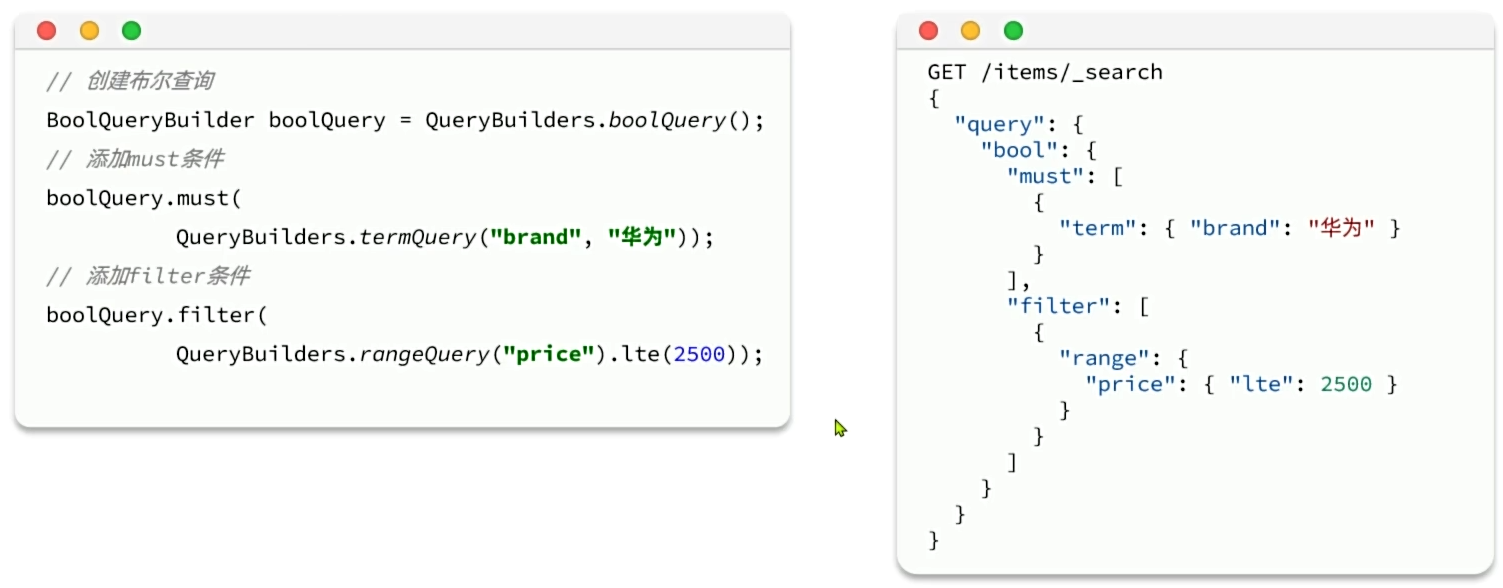 // 创建布尔查询
BoolQueryBuilder boolQuery = QueryBuilders.boolQuery();
// 添加must条件
boolQuery.must(
          QueryBuilders.termQuery("brand", "华为"));
// 添加filter条件
boolQuery.filter(
          QueryBuilders.rangeQuery("price").lte(2500));
GET /items/_search
{
  "query": {
    "bool": {
      "must": [
        {
          "term": { "brand": "华为" }
        }
      ],
      "filter": [
        {
          "range": {
            "price": { "lte": 2500 }
          }
        }
      ]
    }
  }
}